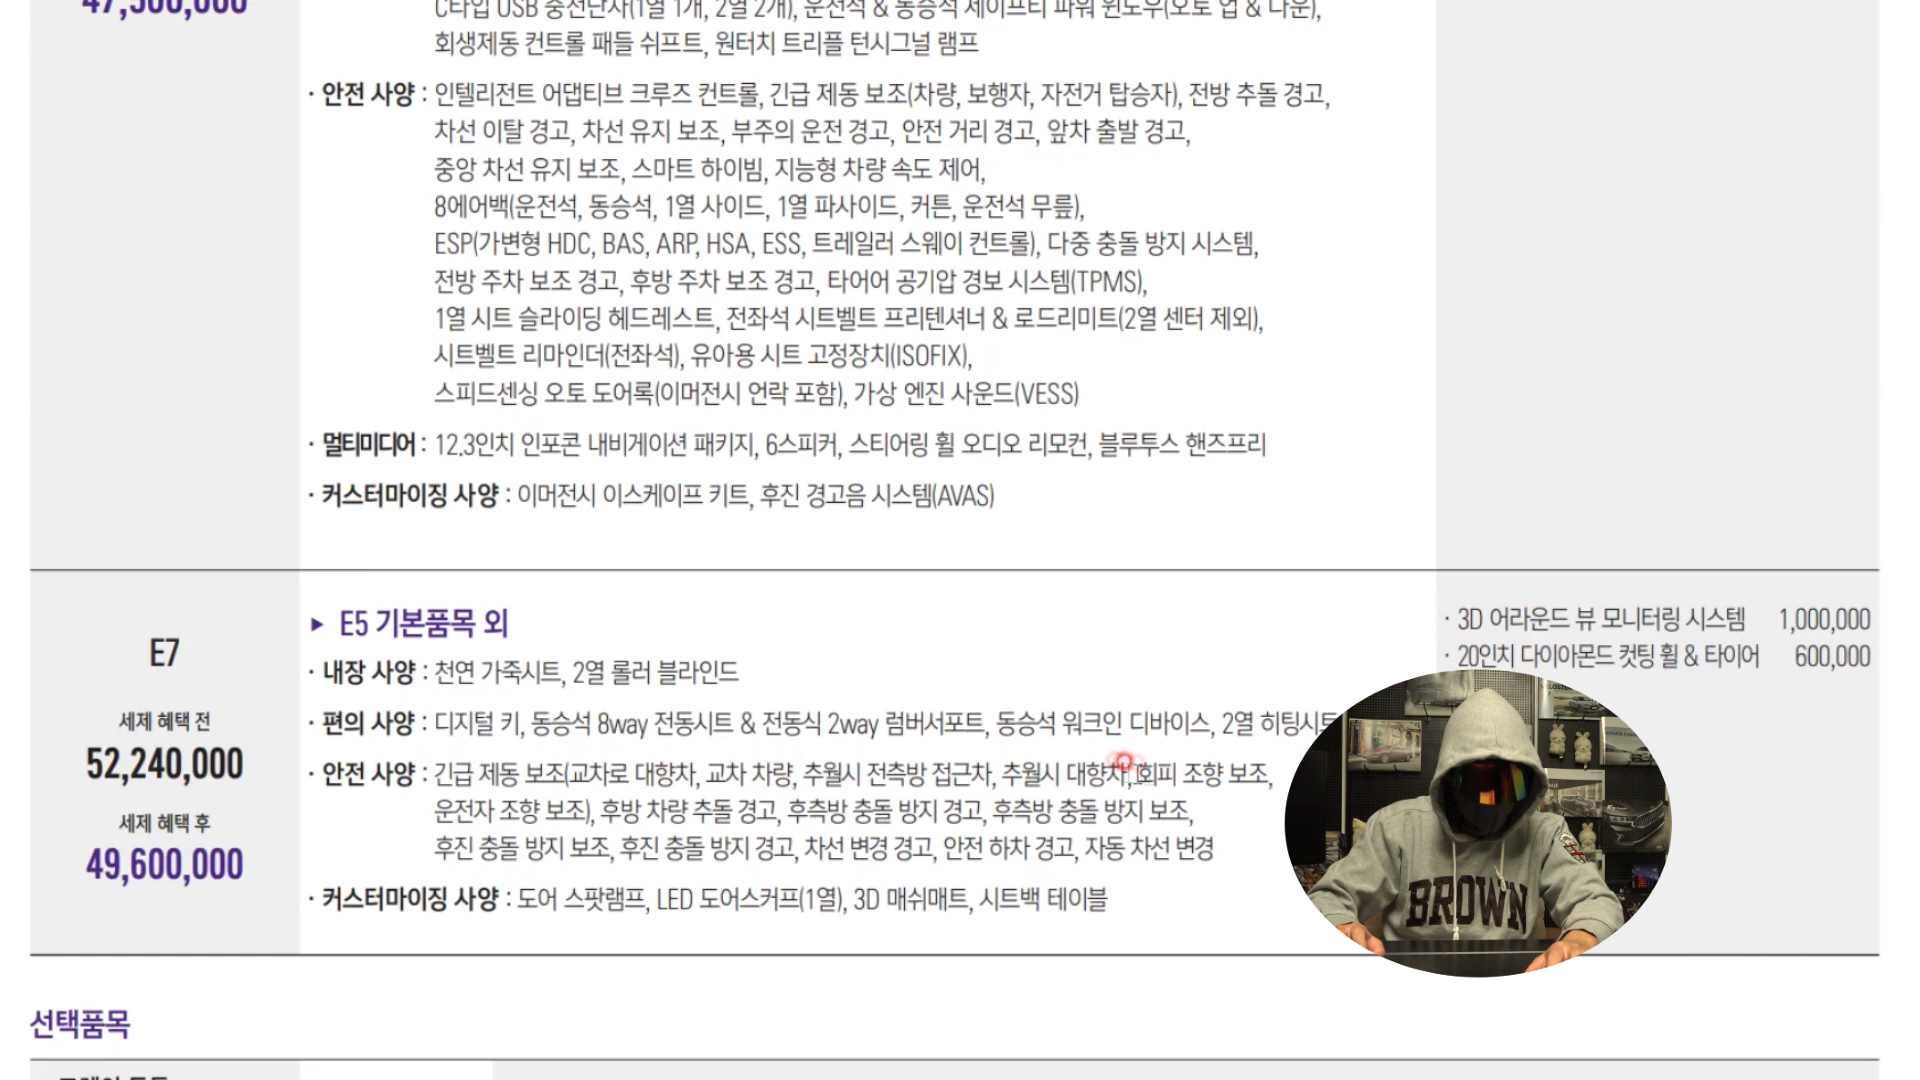 47,500,000
C타입 USB 충전단자(1열 1개, 2열 2개), 운전석 & 동승석 세이프티 파워 윈도우(오토 업 & 다운),
회생제동 컨트롤 패들 쉬프트, 원터치 트리플 턴시그널 램프
· 안전 사양 : 인텔리전트 어댑티브 크루즈 컨트롤, 긴급 제동 보조(차량, 보행자, 자전거 탑승자), 전방 추돌 경고,
차선 이탈 경고, 차선 유지 보조, 부주의 운전 경고, 안전 거리 경고, 앞차 출발 경고,
중앙 차선 유지 보조, 스마트 하이빔, 지능형 차량 속도 제어,
8에어백(운전석, 동승석, 1열 사이드, 1열 파사이드, 커튼, 운전석 무릎),
ESP(가변형 HDC, BAS, ARP, HSA, ESS, 트레일러 스웨이 컨트롤), 다중 충돌 방지 시스템,
전방 주차 보조 경고, 후방 주차 보조 경고, 타어어 공기압 경보 시스템(TPMS),
1열 시트 슬라이딩 헤드레스트, 전좌석 시트벨트 프리텐셔너 & 로드리미트(2열 센터 제외),
시트벨트 리마인더(전좌석), 유아용 시트 고정장치(ISOFIX),
스피드센싱 오토 도어록(이머전시 언락 포함), 가상 엔진 사운드(VESS)
· 멀티미디어 : 12.3인치 인포콘 내비게이션 패키지, 6스피커, 스티어링 휠 오디오 리모컨, 블루투스 핸즈프리
· 커스터마이징 사양 : 이머전시 이스케이프 키트, 후진 경고음 시스템(AVAS)
E7
세제 혜택 전
52,240,000
세제 혜택 후
49,600,000
▶ E5 기본품목 외
· 내장 사양 : 천연 가죽시트, 2열 롤러 블라인드
· 편의 사양 : 디지털 키, 동승석 8way 전동시트 & 전동식 2way 럼버서포트, 동승석 워크인 디바이스, 2열 히팅시트
· 안전 사양 : 긴급 제동 보조(교차로 대향차, 교차 차량, 추월시 전측방 접근차, 추월시 대향차, 회피 조향 보조,
운전자 조향 보조), 후방 차량 추돌 경고, 후측방 충돌 방지 경고, 후측방 충돌 방지 보조,
후진 충돌 방지 보조, 후진 충돌 방지 경고, 차선 변경 경고, 안전 하차 경고, 자동 차선 변경
· 커스터마이징 사양 : 도어 스팟램프, LED 도어스커프(1열), 3D 매쉬매트, 시트백 테이블
· 3D 어라운드 뷰 모니터링 시스템 1,000,000
· 20인치 다이아몬드 컷팅 휠 & 타이어 600,000
BROWN
선택품목